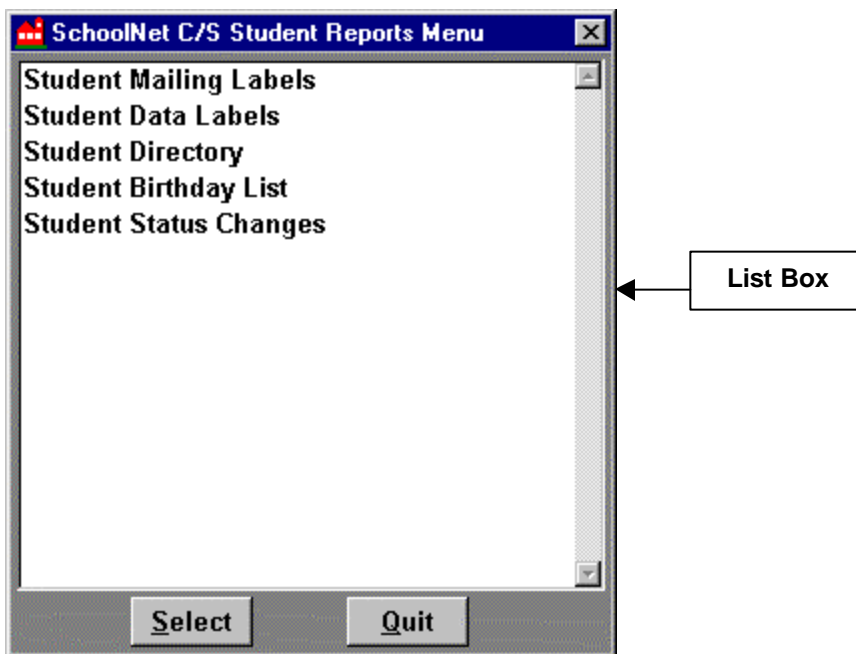 SchoolNet C/S Student Reports Menu
Student Mailing Labels
Student Data Labels
Student Directory
Student Birthday List
Student Status Changes
List Box
Select
Quit